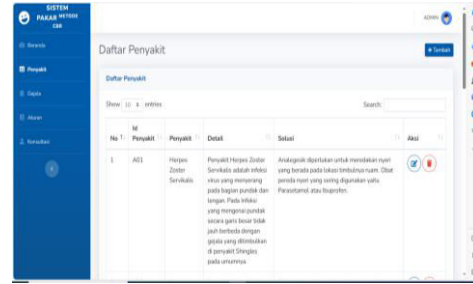 SISTEM
PAKAR METODE
CBR
ADMIN
Beranda
Penyakit
Gejala
Aturan
Konsultasi
Daftar Penyakit
+ Tambah
Daftar Penyakit
Show 10 entries
Search:
No
Id Penyakit
Penyakit
Detail
Solusi
Aksi
1
A01
Herpes
Zoster
Servikalis
Penyakit Herpes Zoster
Servikalis adalah infeksi
virus yang menyerang
pada bagian pundak dan
lengan. Pada infeksi
yang mengenai pundak
secara garis besar tidak
jauh berbeda dengan
gejala yang ditimbulkan
di penyakit Shingles
pada umumnya.
Analegesik diperlukan untuk meredakan nyeri
yang berada pada lokasi timbulnya ruam. Obat
pereda nyeri yang sering digunakan yaitu
Parasetamol atau Ibuprofen.